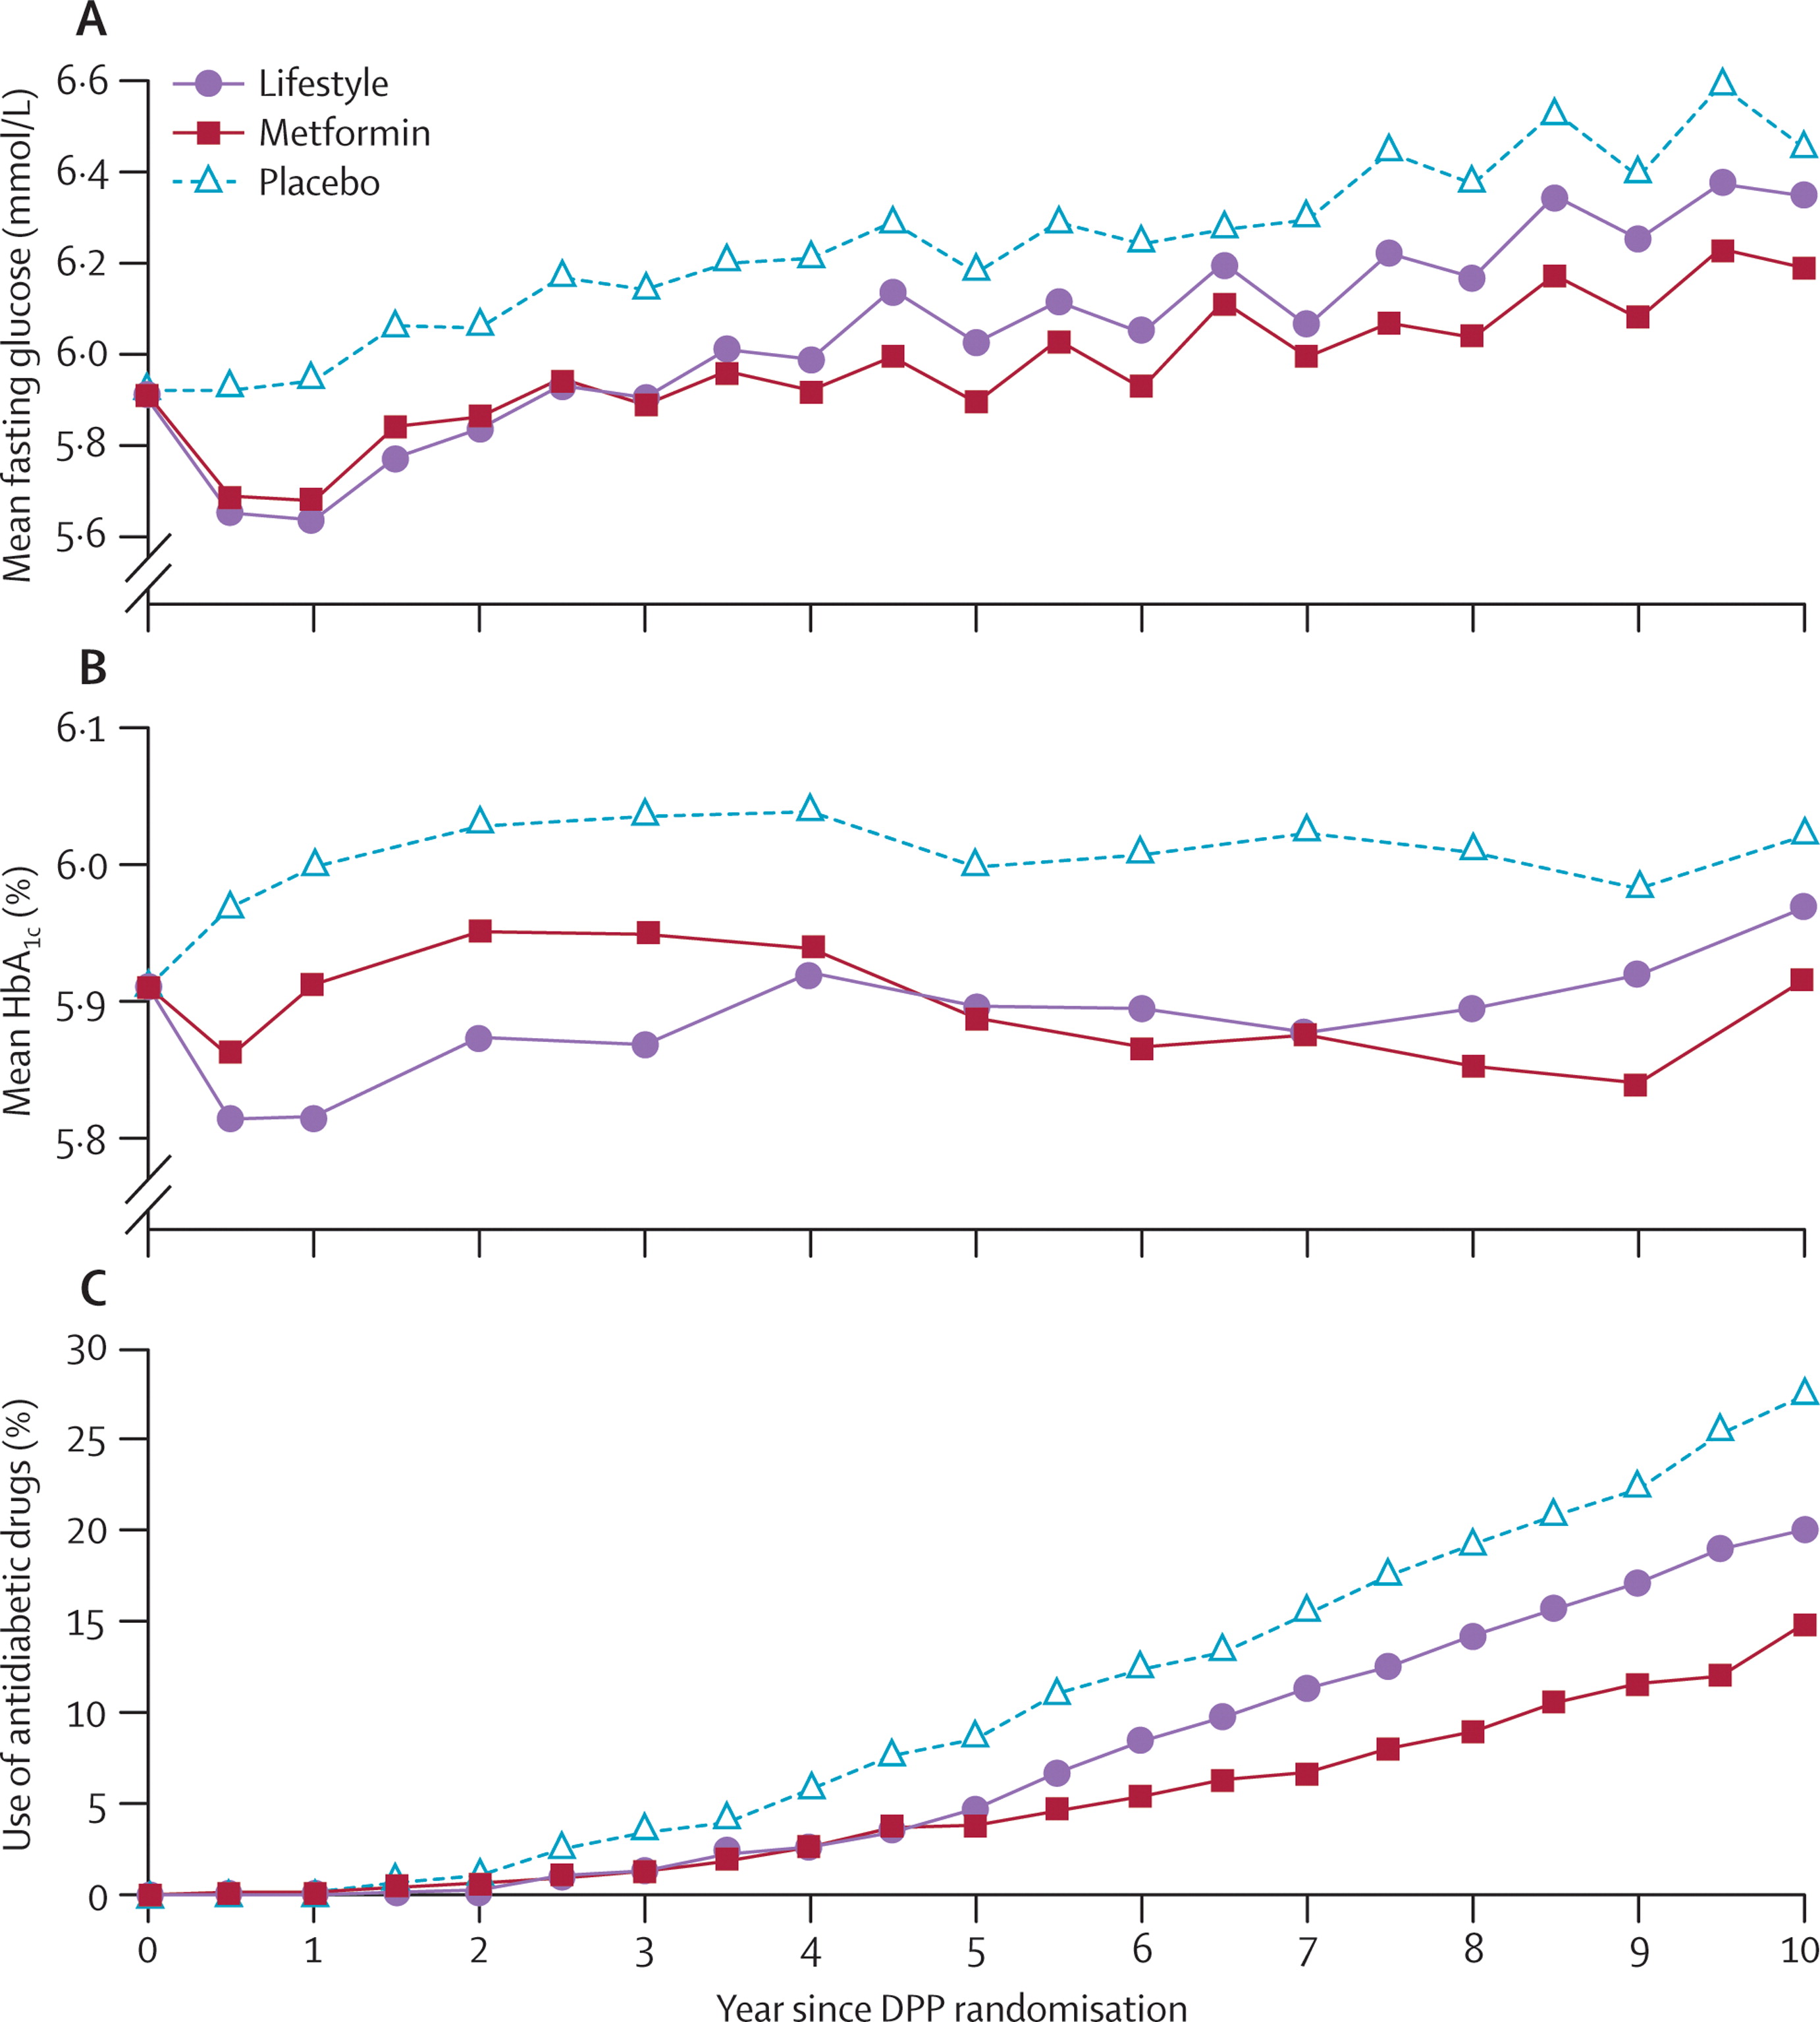 A
Mean fasting glucose (mmol/L)
6·6
6·4
6·2
6·0
5·8
5·6
Lifestyle
Metformin
Placebo
B
Mean HbA1c (%)
6·1
6·0
5·9
5·8
C
Use of antidiabetic drugs (%)
30
25
20
15
10
5
0
0 1 2 3 4 5 6 7 8 9 10
Year since DPP randomisation